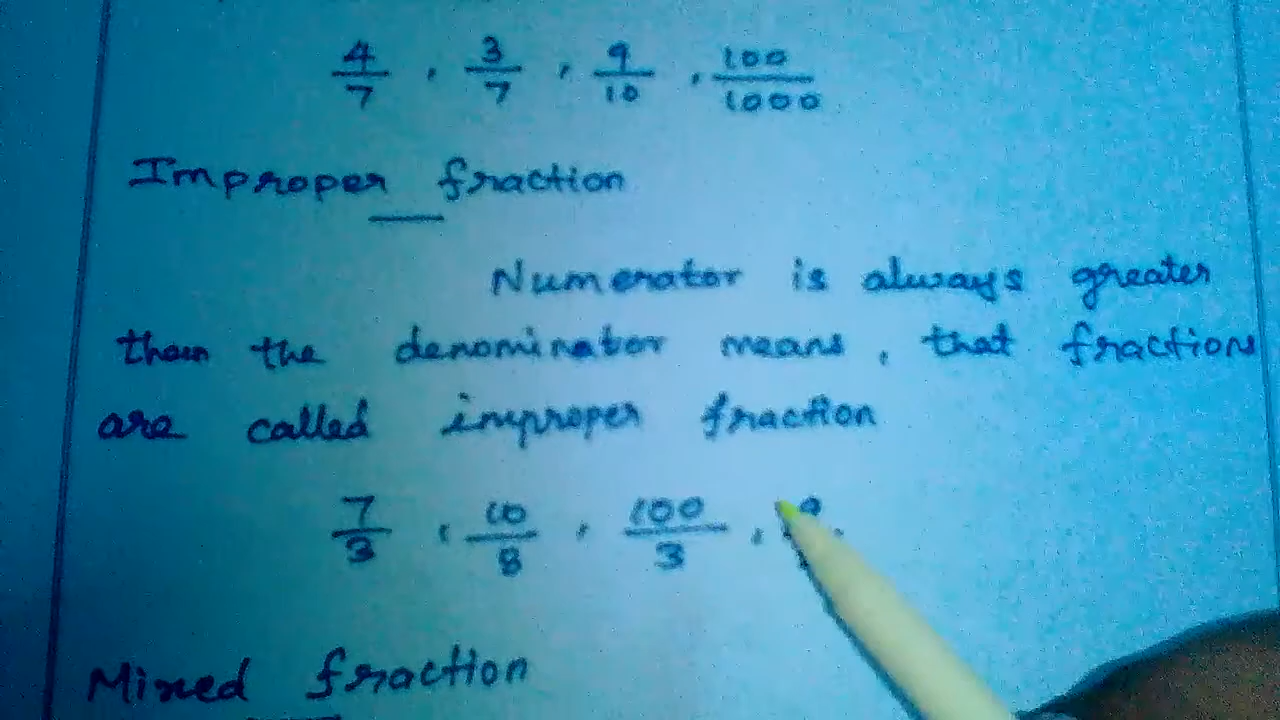 4/7 , 3/7 , 9/10 , 100/1000
Improper fraction
Numerator is always greater
than the denominator means, that fractions
are called improper fraction
7/3 , 10/8 , 100/3 ,
Mixed fraction